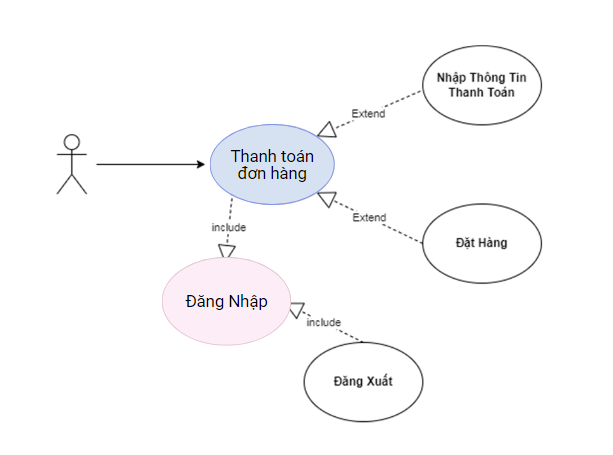 Nhập Thông Tin
Thanh Toán
Extend
Thanh toán
đơn hàng
Extend
include
Đặt Hàng
Đăng Nhập
include
Đăng Xuất